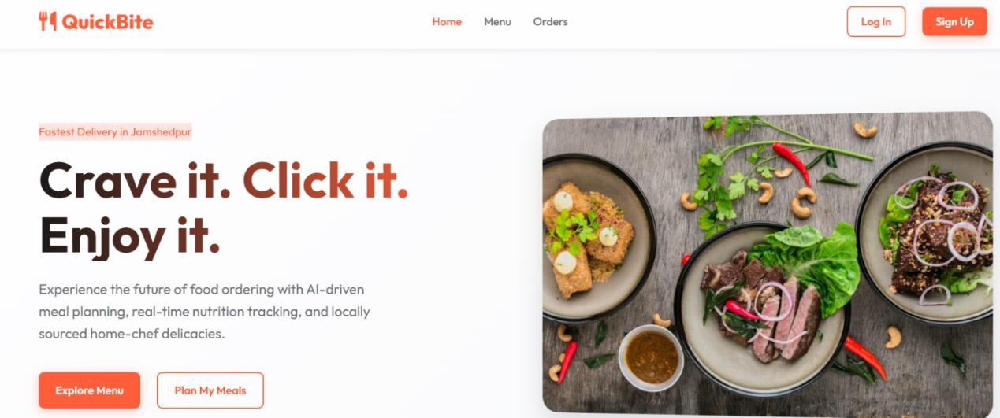 QuickBite
Home Menu Orders
Log In Sign Up
Fastest Delivery in Jamshedpur
Crave it. Click it.
Enjoy it.
Experience the future of food ordering with AI-driven
meal planning, real-time nutrition tracking, and locally
sourced home-chef delicacies.
Explore Menu Plan My Meals